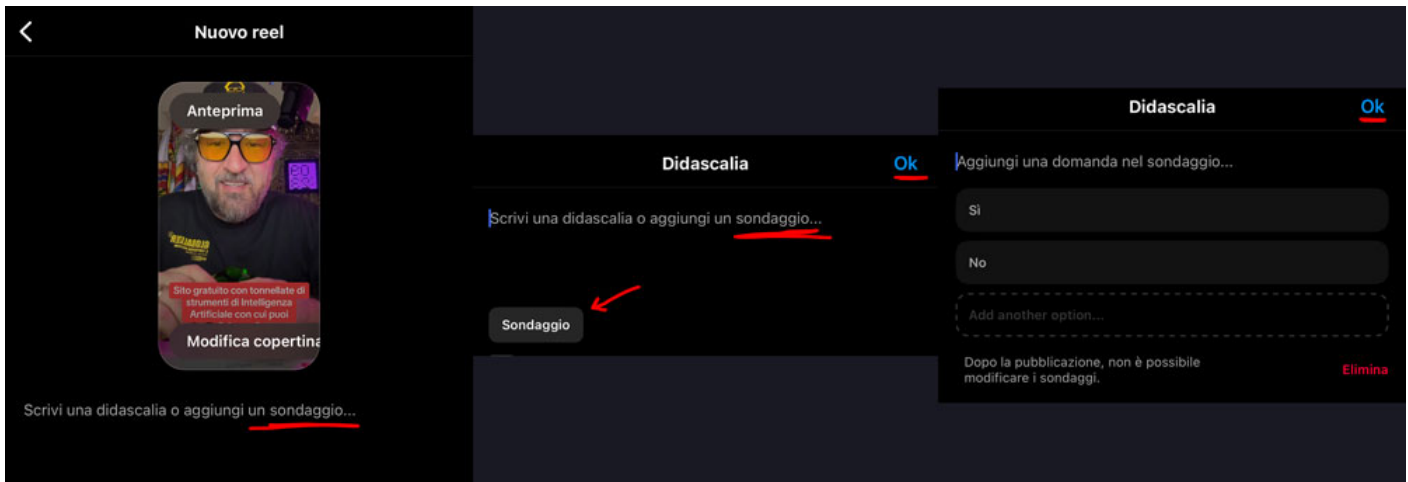 Nuovo reel
Anteprima
Sito gratuito con tonnellate di
strumenti di Intelligenza
Artificiale con cui puoi
Modifica copertina
Scrivi una didascalia o aggiungi un sondaggio...
Didascalia
Ok
Scrivi una didascalia o aggiungi un sondaggio...
Sondaggio
Didascalia
Ok
Aggiungi una domanda nel sondaggio...
Sì
No
Add another option...
Dopo la pubblicazione, non è possibile
modificare i sondaggi.
Elimina